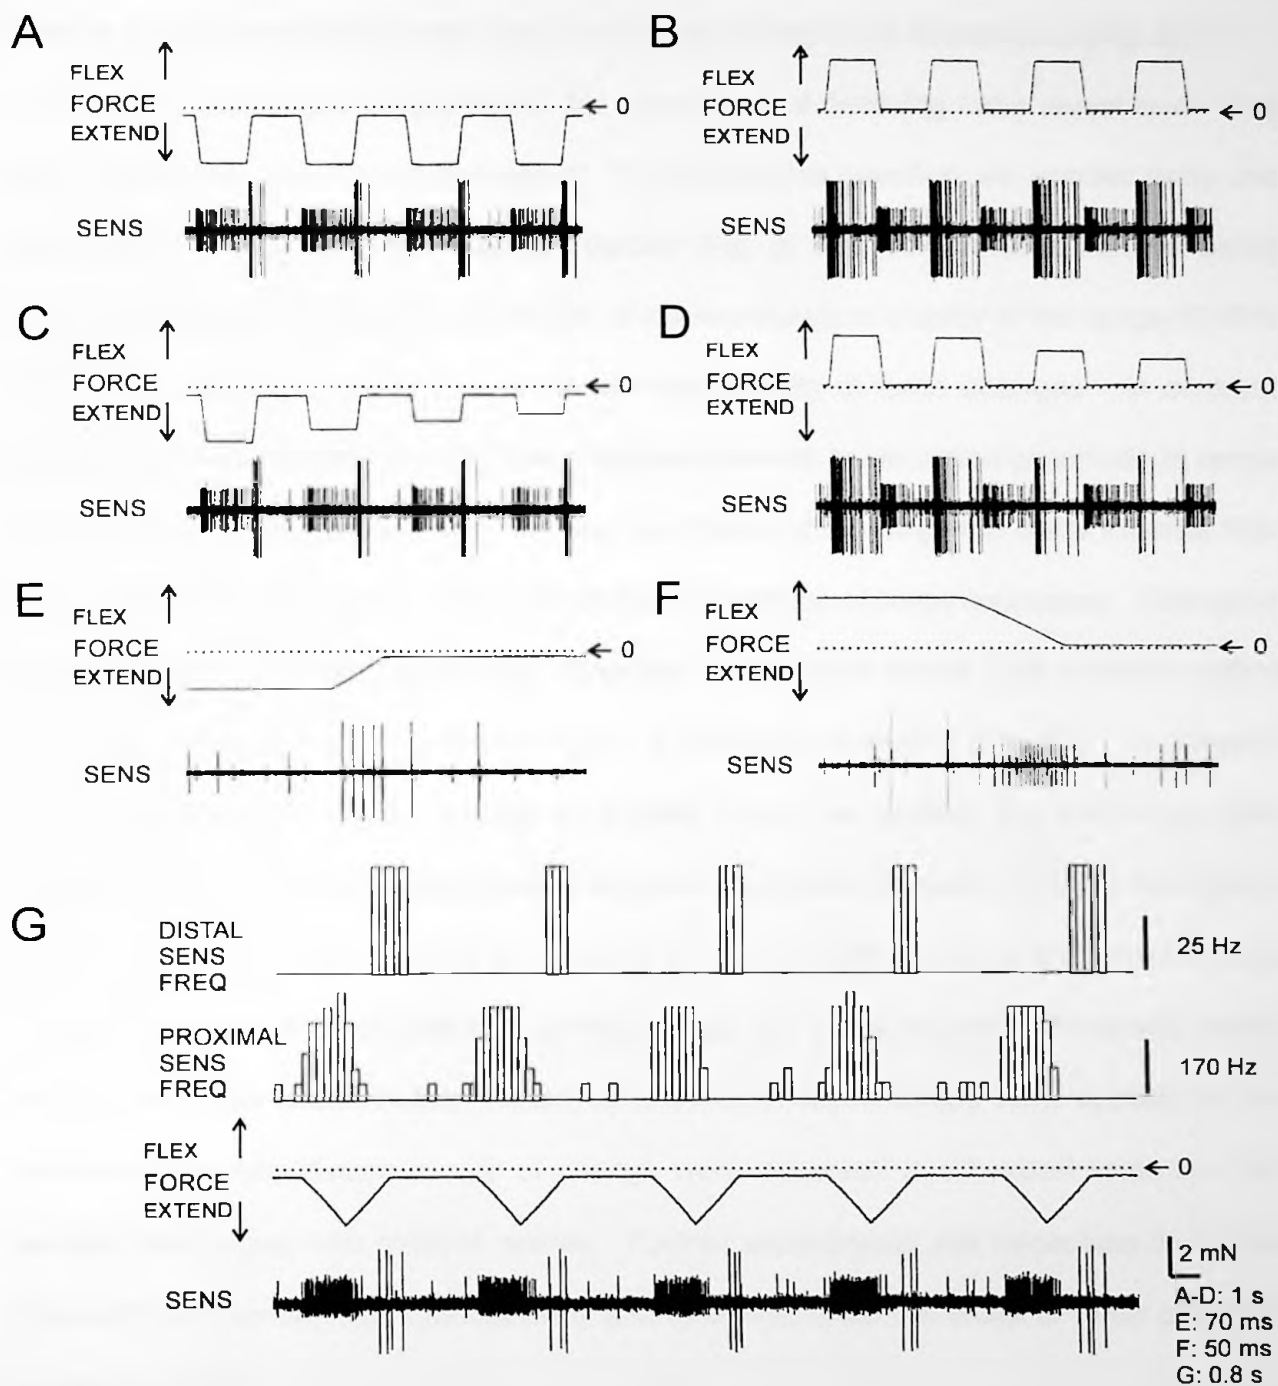 A
FLEX
FORCE
EXTEND
0
SENS
B
FLEX
FORCE
EXTEND
0
SENS
C
FLEX
FORCE
EXTEND
0
SENS
D
FLEX
FORCE
EXTEND
0
SENS
E
FLEX
FORCE
EXTEND
0
SENS
F
FLEX
FORCE
EXTEND
0
SENS
G
DISTAL
SENS
FREQ
25 Hz
PROXIMAL
SENS
FREQ
170 Hz
FLEX
FORCE
EXTEND
0
SENS
2 mN
A-D: 1 s
E: 70 ms
F: 50 ms
G: 0.8 s